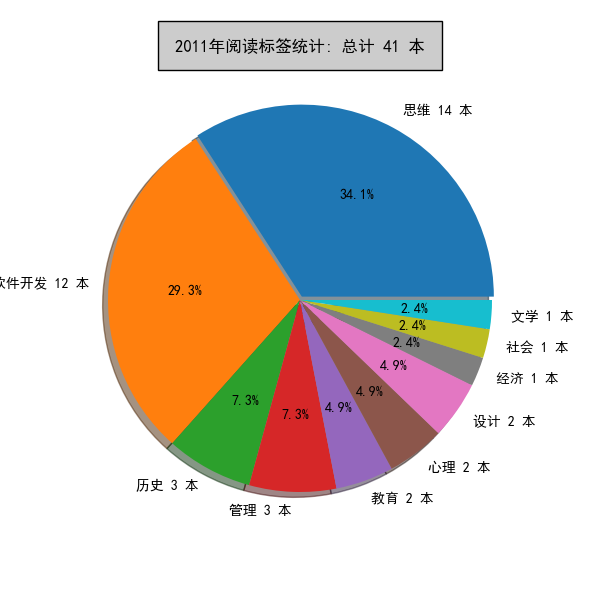 2011年阅读标签统计: 总计 41 本
思维 14 本
34.1%
软件开发 12 本
29.3%
2.4%
文学 1 本
2.4%
社会 1 本
2.4%
经济 1 本
4.9%
设计 2 本
4.9%
心理 2 本
4.9%
教育 2 本
7.3%
管理 3 本
7.3%
历史 3 本